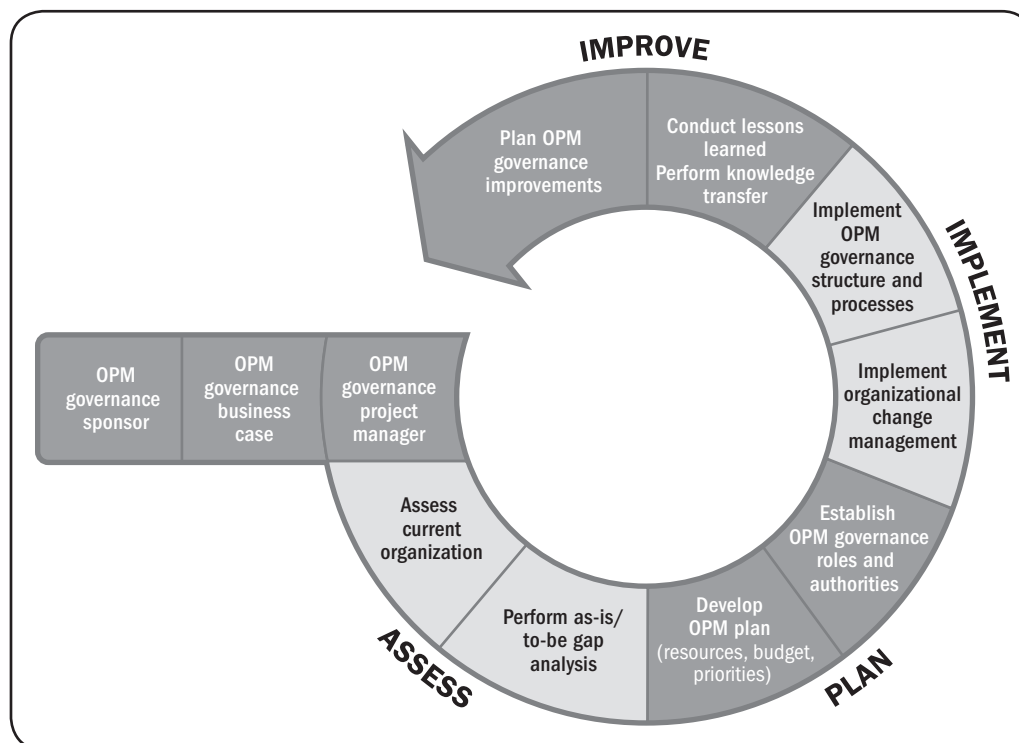 OPM
governance
sponsor
OPM
governance
business
case
OPM
governance
project
manager
ASSESS
Assess
current
organization
Perform as-is/
to-be gap
analysis
PLAN
Develop
OPM plan
(resources, budget,
priorities)
Establish
OPM governance
roles and
authorities
IMPLEMENT
Implement
organizational
change
management
Implement
OPM
governance
structure and
processes
IMPROVE
Conduct lessons
learned
Perform knowledge
transfer
Plan OPM
governance
improvements